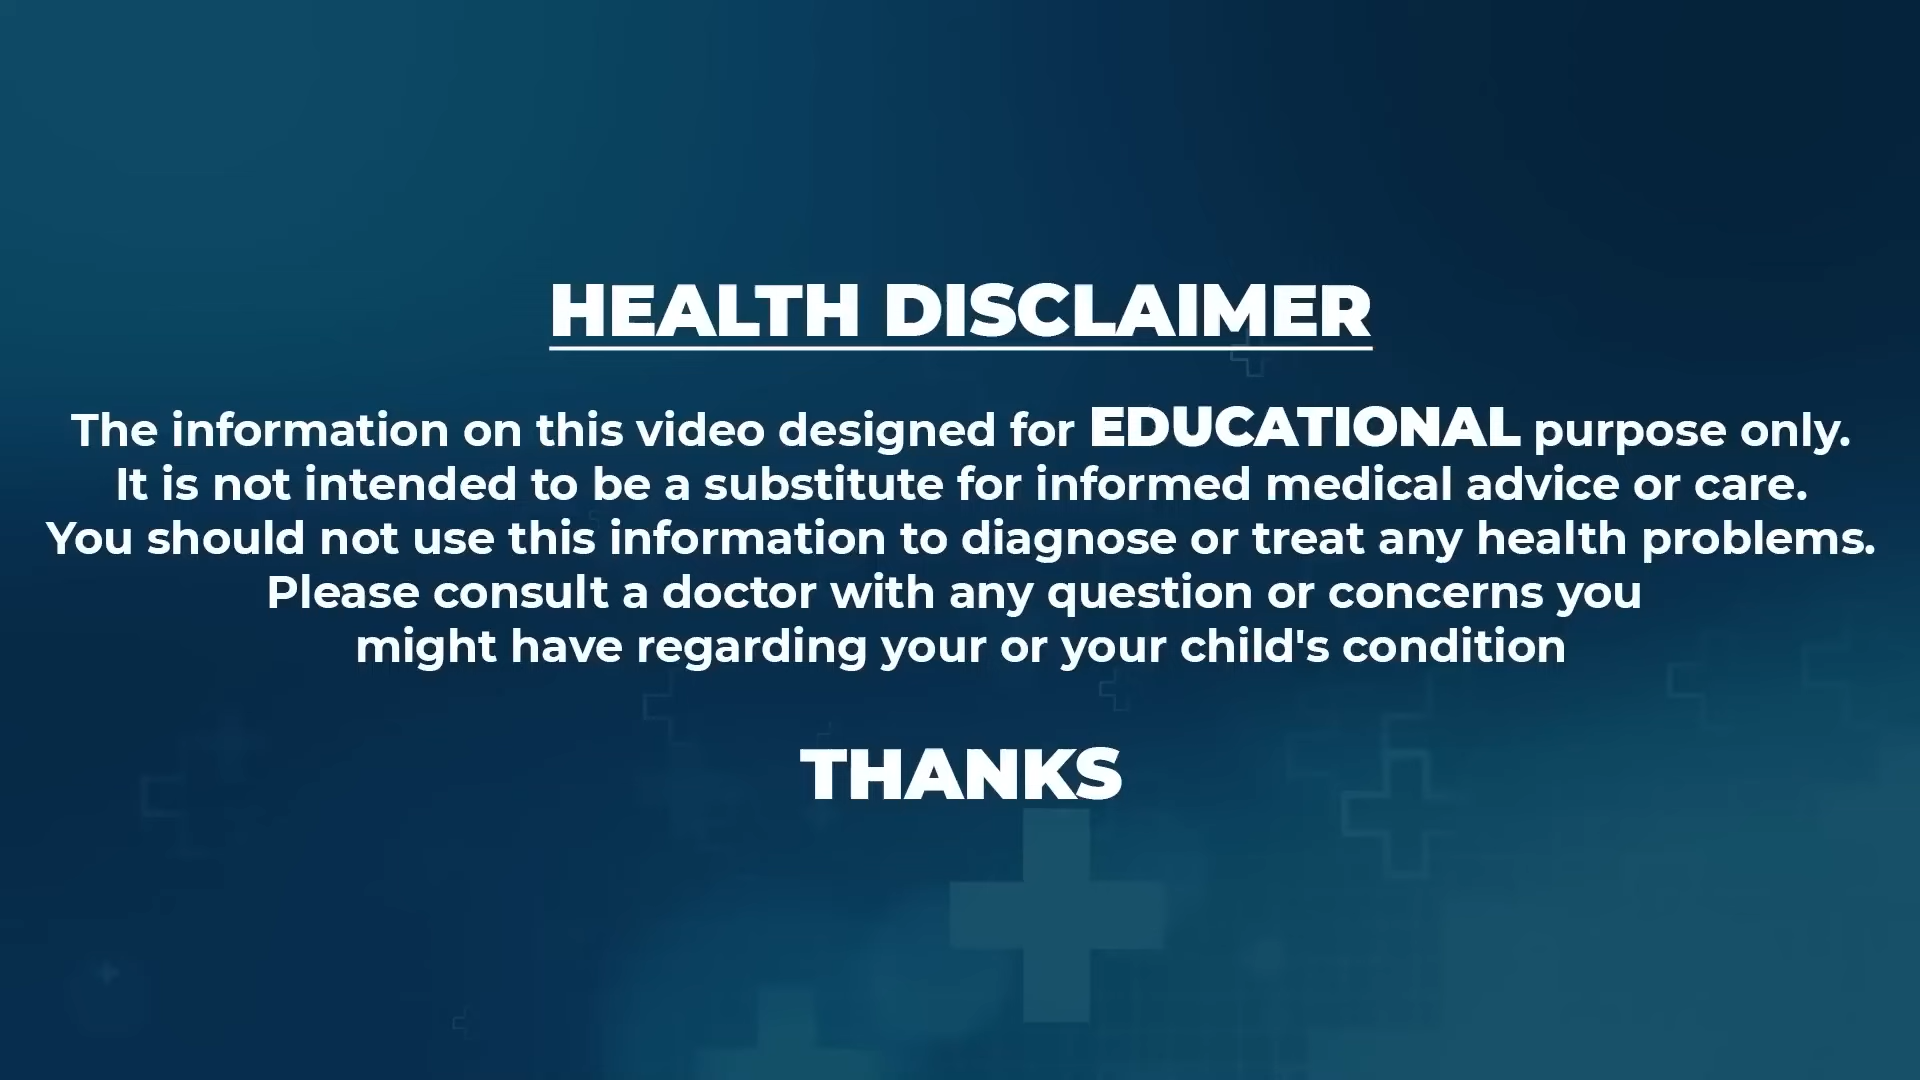 HEALTH DISCLAIMER
The information on this video designed for EDUCATIONAL purpose only.
It is not intended to be a substitute for informed medical advice or care.
You should not use this information to diagnose or treat any health problems.
Please consult a doctor with any question or concerns you
might have regarding your or your child's condition
THANKS